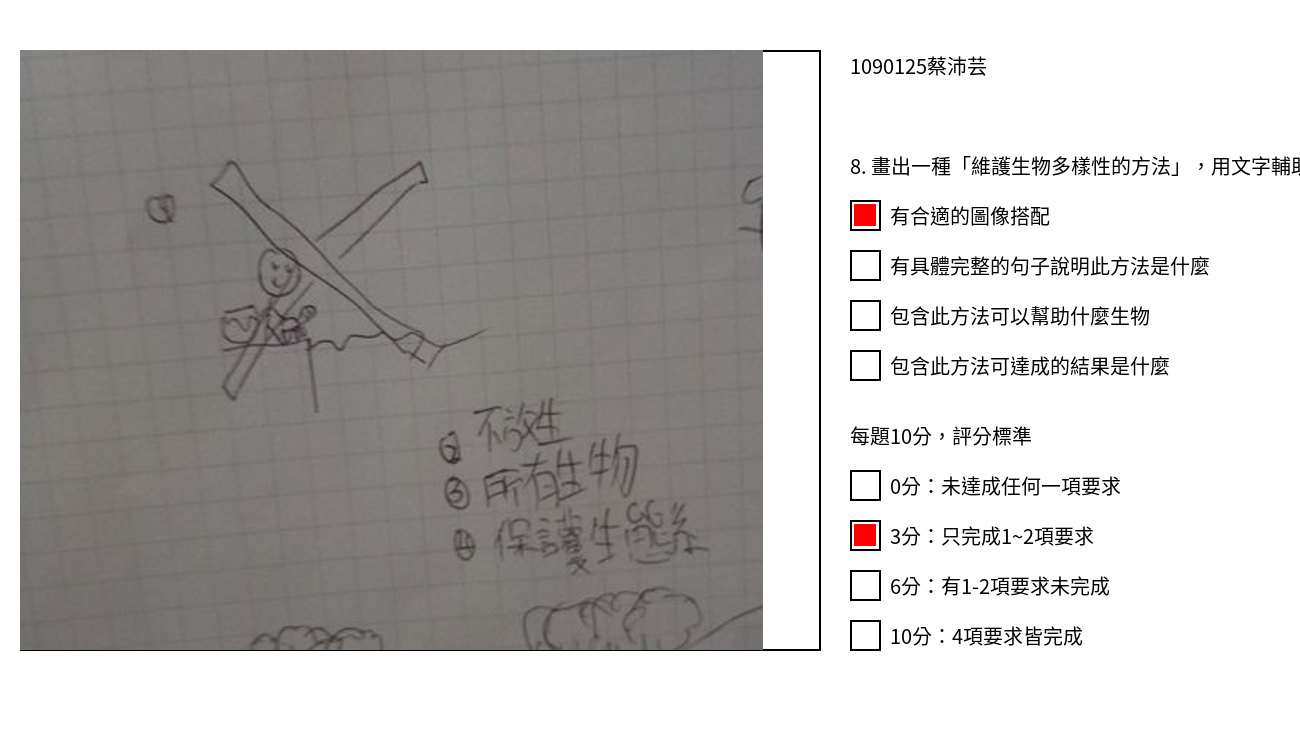 ②不放生
③所有生物
④保護生態系
1090125蔡沛芸
8. 畫出一種「維護生物多樣性的方法」，用文字輔
有合適的圖像搭配
有具體完整的句子說明此方法是什麼
包含此方法可以幫助什麼生物
包含此方法可達成的結果是什麼
每題10分，評分標準
0分：未達成任何一項要求
3分：只完成1~2項要求
6分：有1-2項要求未完成
10分：4項要求皆完成